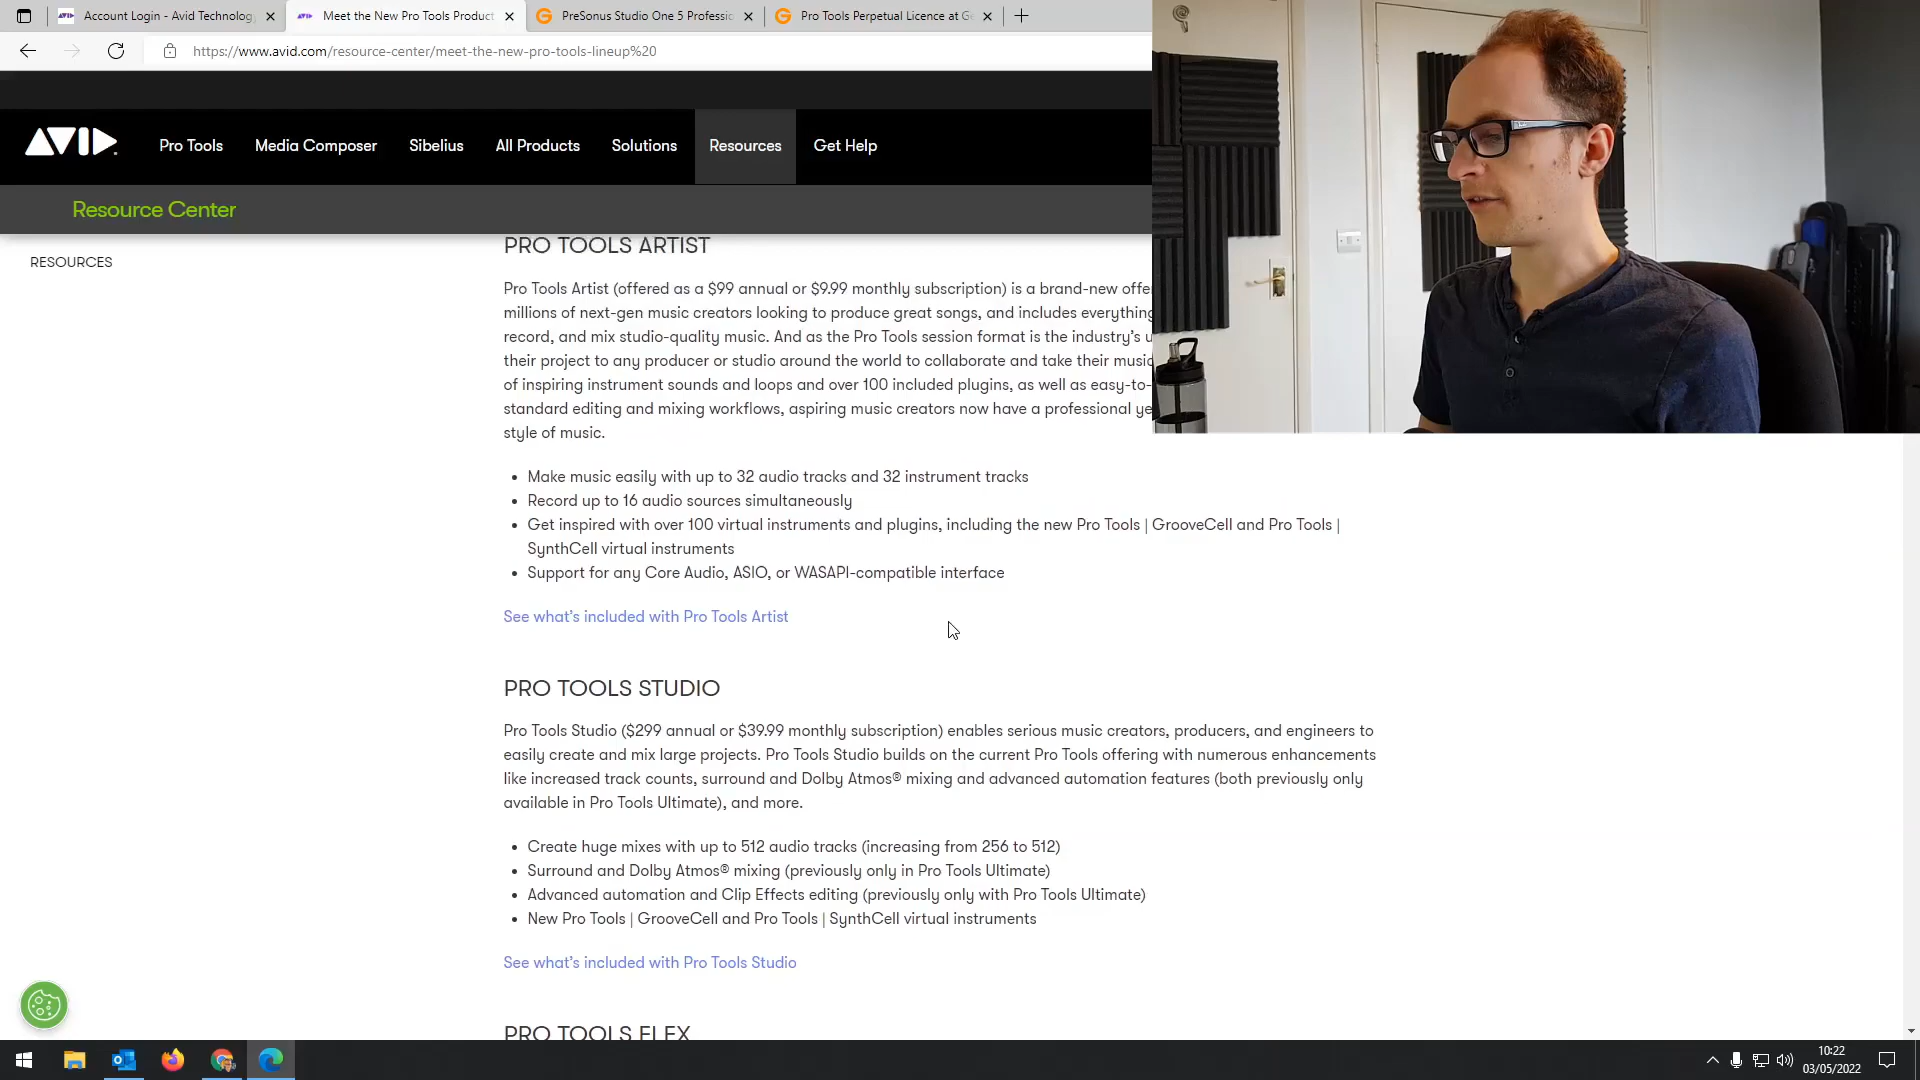 Account Login - Avid Technology
Meet the New Pro Tools Product
PreSonus Studio One 5 Professio
Pro Tools Perpetual Licence at G
https://www.avid.com/resource-center/meet-the-new-pro-tools-lineup%20
AVID
Pro Tools
Media Composer
Sibelius
All Products
Solutions
Resources
Get Help
Resource Center
RESOURCES
PRO TOOLS ARTIST
Pro Tools Artist (offered as a $99 annual or $9.99 monthly subscription) is a brand-new offe
millions of next-gen music creators looking to produce great songs, and includes everything
record, and mix studio-quality music. And as the Pro Tools session format is the industry's u
their project to any producer or studio around the world to collaborate and take their music
of inspiring instrument sounds and loops and over 100 included plugins, as well as easy-to-
standard editing and mixing workflows, aspiring music creators now have a professional ye
style of music.
• Make music easily with up to 32 audio tracks and 32 instrument tracks
• Record up to 16 audio sources simultaneously
• Get inspired with over 100 virtual instruments and plugins, including the new Pro Tools | GrooveCell and Pro Tools |
SynthCell virtual instruments
• Support for any Core Audio, ASIO, or WASAPI-compatible interface
See what's included with Pro Tools Artist
PRO TOOLS STUDIO
Pro Tools Studio ($299 annual or $39.99 monthly subscription) enables serious music creators, producers, and engineers to
easily create and mix large projects. Pro Tools Studio builds on the current Pro Tools offering with numerous enhancements
like increased track counts, surround and Dolby Atmos® mixing and advanced automation features (both previously only
available in Pro Tools Ultimate), and more.
• Create huge mixes with up to 512 audio tracks (increasing from 256 to 512)
• Surround and Dolby Atmos® mixing (previously only in Pro Tools Ultimate)
• Advanced automation and Clip Effects editing (previously only with Pro Tools Ultimate)
• New Pro Tools | GrooveCell and Pro Tools | SynthCell virtual instruments
See what's included with Pro Tools Studio
PRO TOOLS FLEX
10:22
03/05/2022